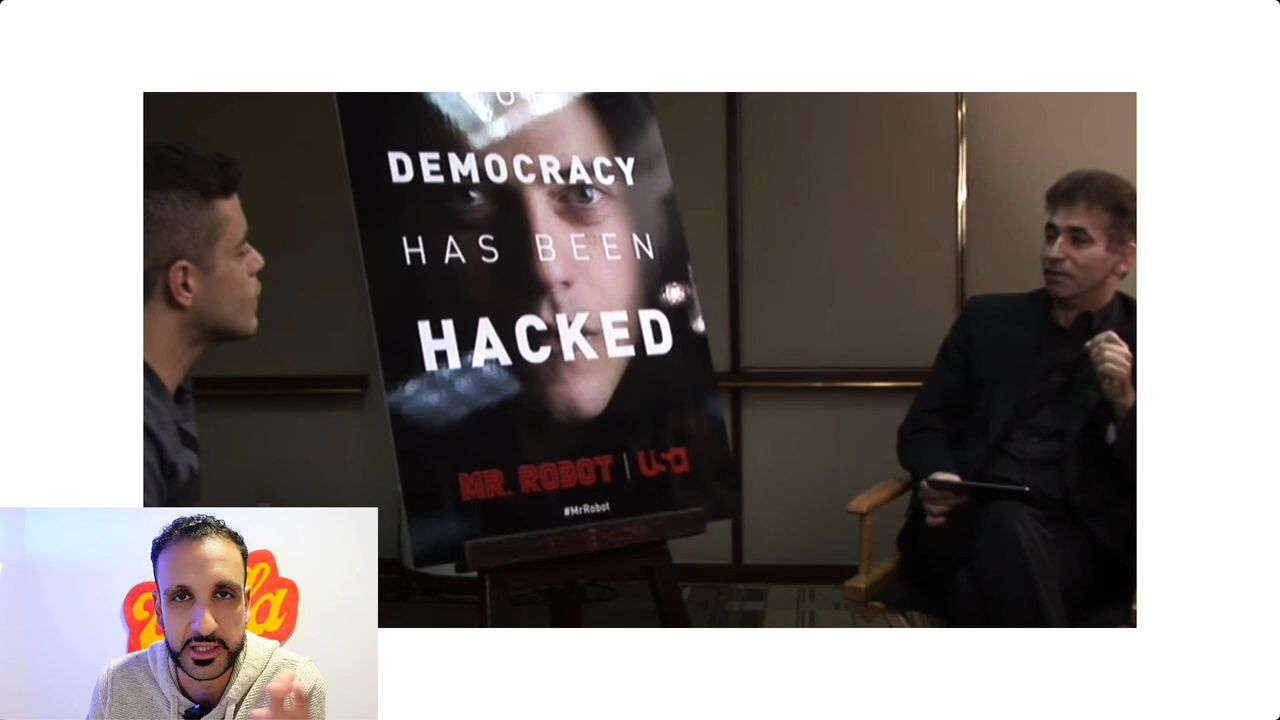 DEMOCRACY
HAS BEEN
HACKED
MR. ROBOT | USA
#MrRobot